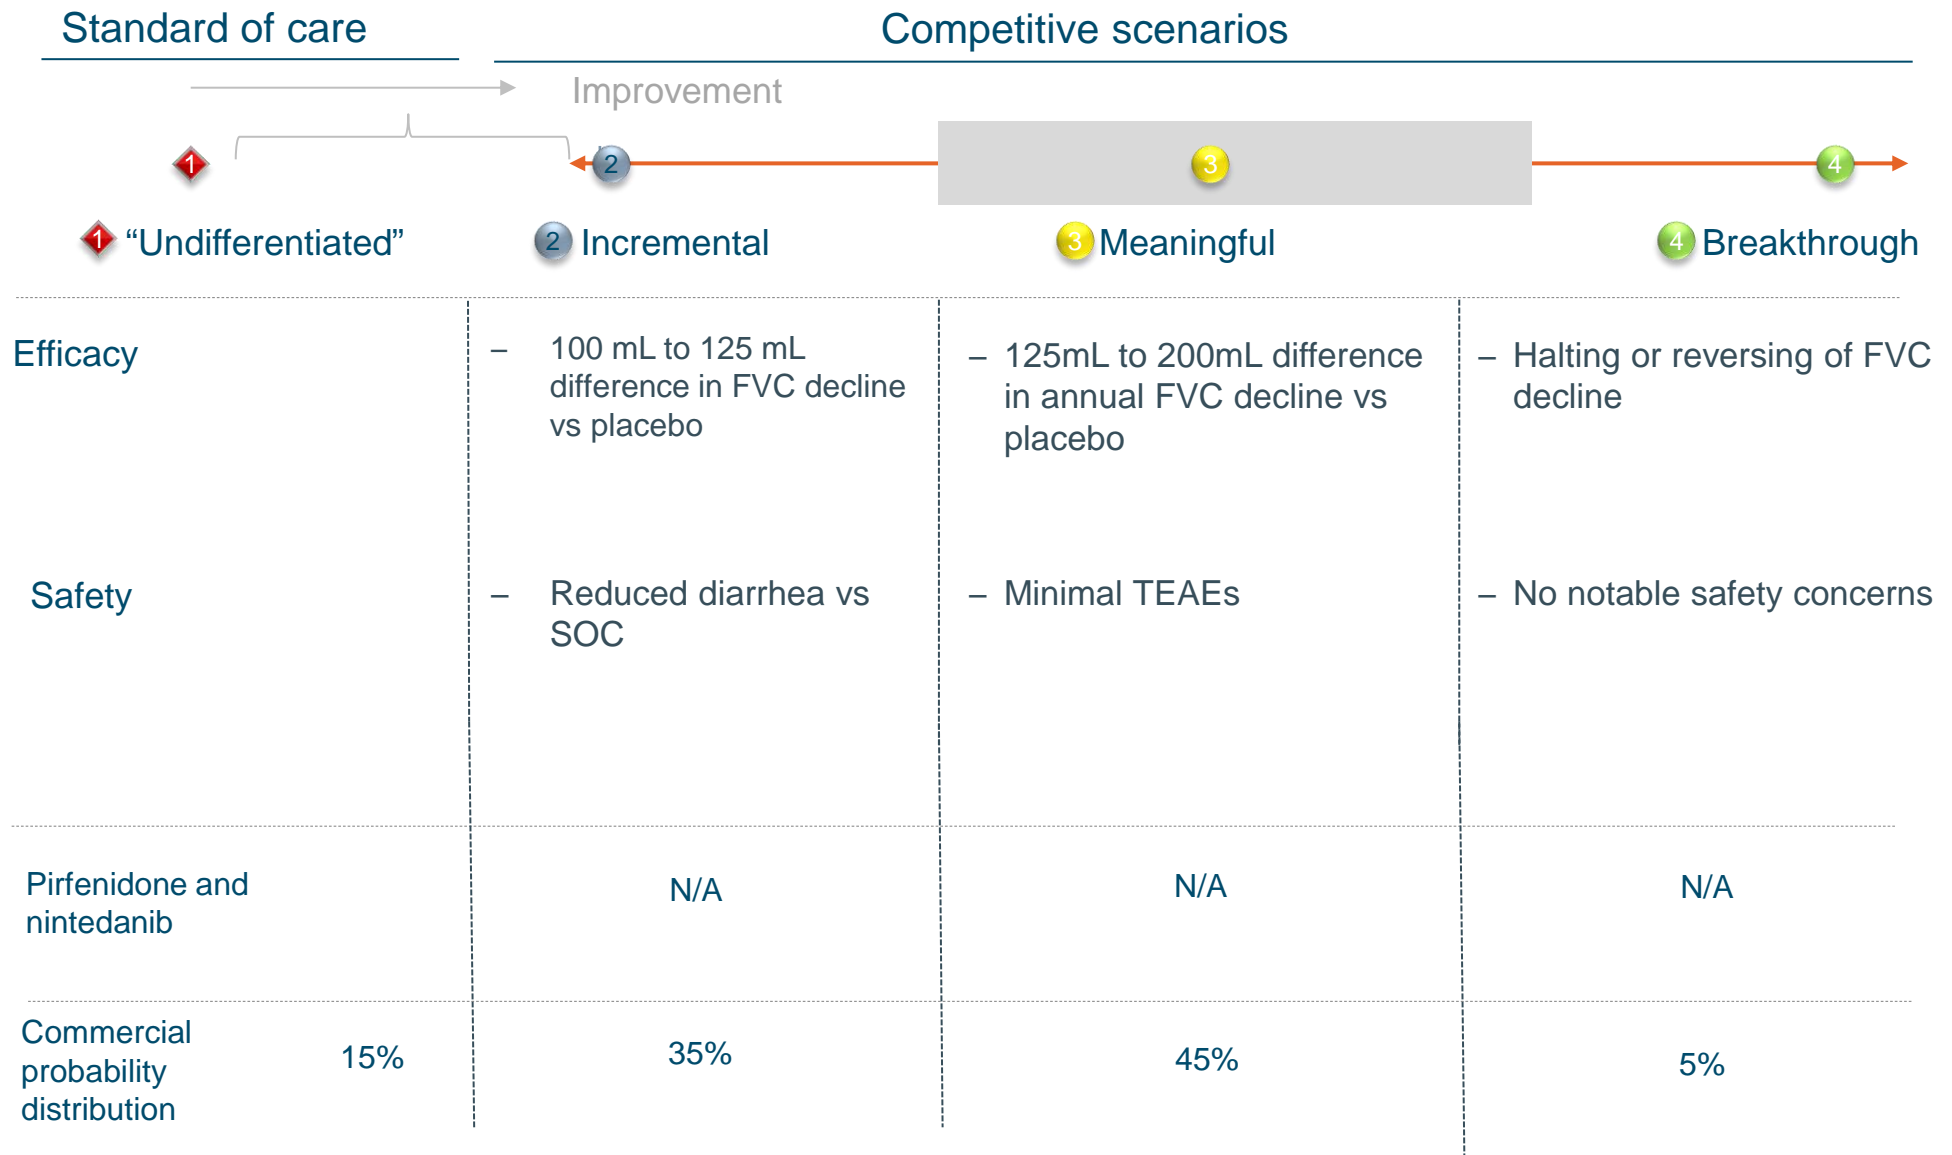 Standard of care
Competitive scenarios
Improvement
1
2
3
4
1 “Undifferentiated”
2 Incremental
3 Meaningful
4 Breakthrough
Efficacy
– 100 mL to 125 mL
difference in FVC decline
vs placebo
– 125mL to 200mL difference
in annual FVC decline vs
placebo
– Halting or reversing of FVC
decline
Safety
– Reduced diarrhea vs
SOC
– Minimal TEAEs
– No notable safety concerns
Pirfenidone and
nintedanib
N/A
N/A
N/A
Commercial
probability
distribution
15%
35%
45%
5%